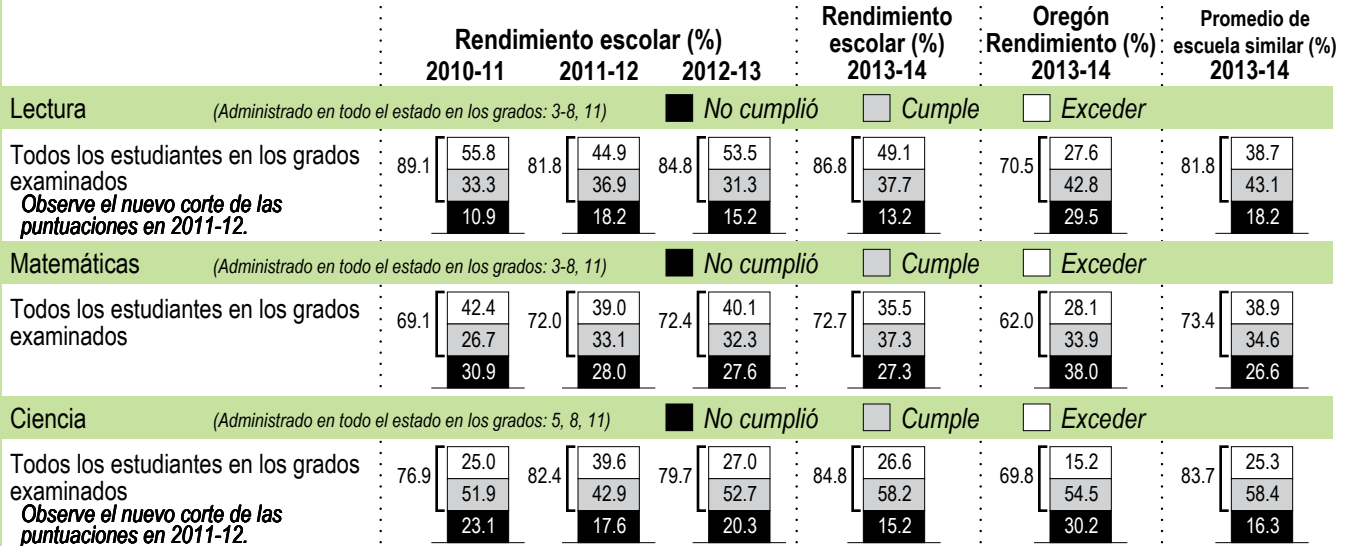 Rendimiento escolar (%)
2010-11 2011-12 2012-13
Rendimiento
escolar (%)
2013-14
Oregón
Rendimiento (%)
2013-14
Promedio de
escuela similar (%)
2013-14
Lectura (Administrado en todo el estado en los grados: 3-8, 11) No cumplió Cumple Exceder
Todos los estudiantes en los grados
examinados
Observe el nuevo corte de las
puntuaciones en 2011-12.
89.1 55.8 33.3 10.9
81.8 44.9 36.9 18.2
84.8 53.5 31.3 15.2
86.8 49.1 37.7 13.2
70.5 27.6 42.8 29.5
81.8 38.7 43.1 18.2
Matemáticas (Administrado en todo el estado en los grados: 3-8, 11) No cumplió Cumple Exceder
Todos los estudiantes en los grados
examinados
69.1 42.4 26.7 30.9
72.0 39.0 33.1 28.0
72.4 40.1 32.3 27.6
72.7 35.5 37.3 27.3
62.0 28.1 33.9 38.0
73.4 38.9 34.6 26.6
Ciencia (Administrado en todo el estado en los grados: 5, 8, 11) No cumplió Cumple Exceder
Todos los estudiantes en los grados
examinados
Observe el nuevo corte de las
puntuaciones en 2011-12.
76.9 25.0 51.9 23.1
82.4 39.6 42.9 17.6
79.7 27.0 52.7 20.3
84.8 26.6 58.2 15.2
69.8 15.2 54.5 30.2
83.7 25.3 58.4 16.3